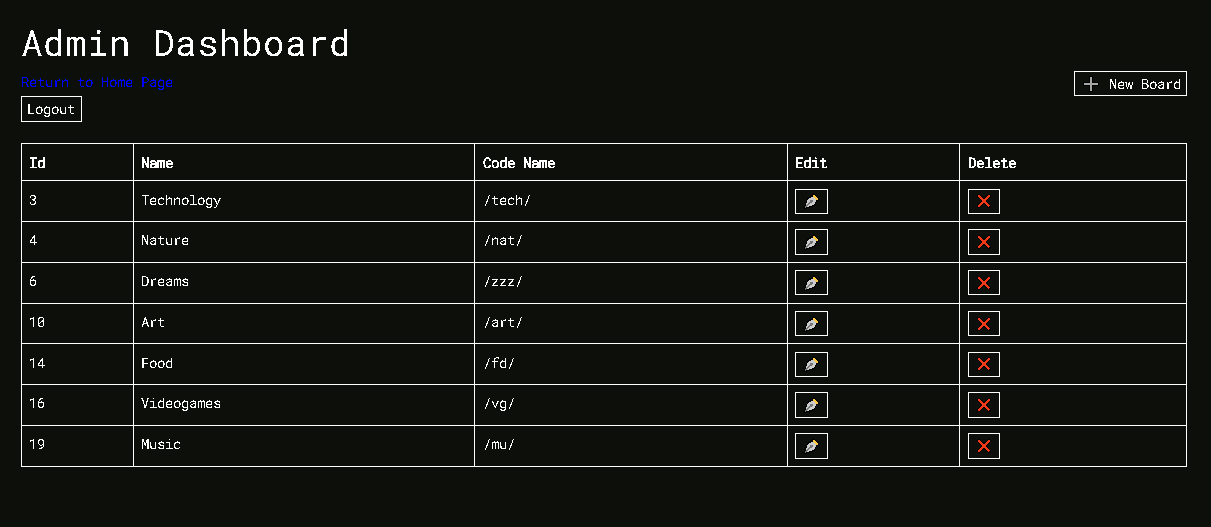 Admin Dashboard
Return to Home Page
New Board
Logout
Id Name Code Name Edit Delete
3 Technology /tech/
4 Nature /nat/
6 Dreams /zzz/
10 Art /art/
14 Food /fd/
16 Videogames /vg/
19 Music /mu/